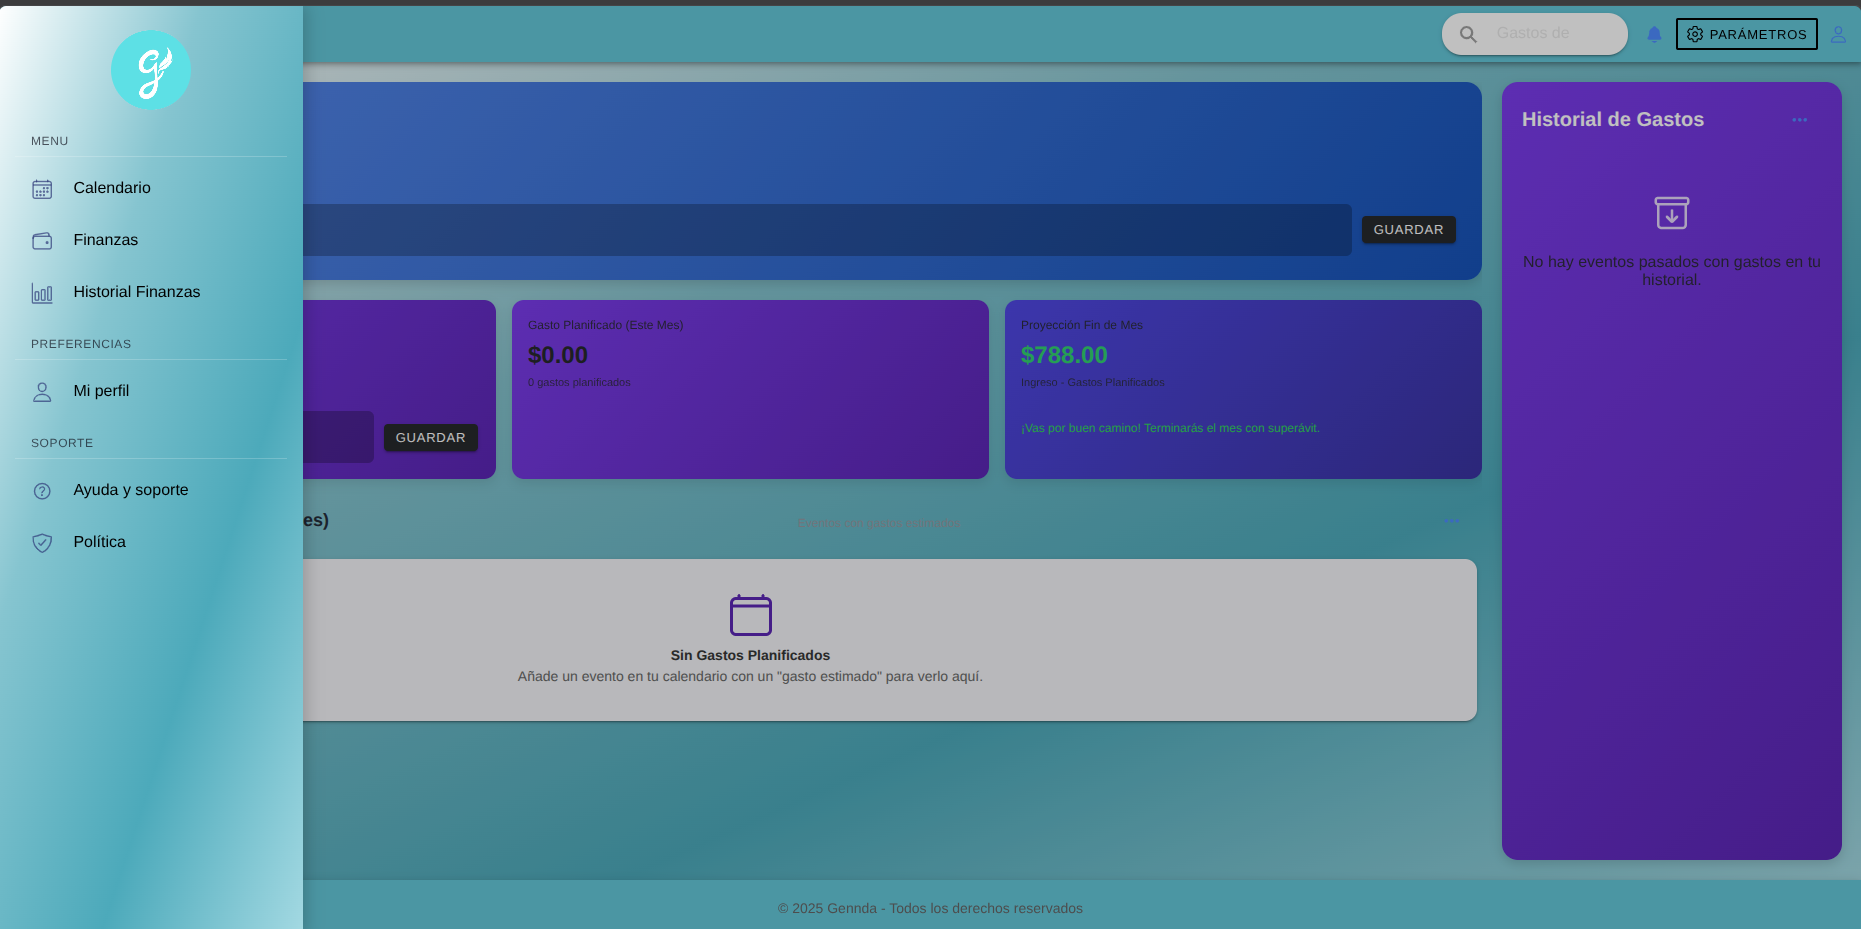 Gastos de
PARÁMETROS
g
MENU
Calendario
Finanzas
Historial Finanzas
PREFERENCIAS
Mi perfil
SOPORTE
Ayuda y soporte
Política
GUARDAR
GUARDAR
Gasto Planificado (Este Mes)
$0.00
0 gastos planificados
Proyección Fin de Mes
$788.00
Ingreso - Gastos Planificados
¡Vas por buen camino! Terminarás el mes con superávit.
es)
Eventos con gastos estimados
Sin Gastos Planificados
Añade un evento en tu calendario con un "gasto estimado" para verlo aquí.
Historial de Gastos
No hay eventos pasados con gastos en tu
historial.
© 2025 Gennda - Todos los derechos reservados